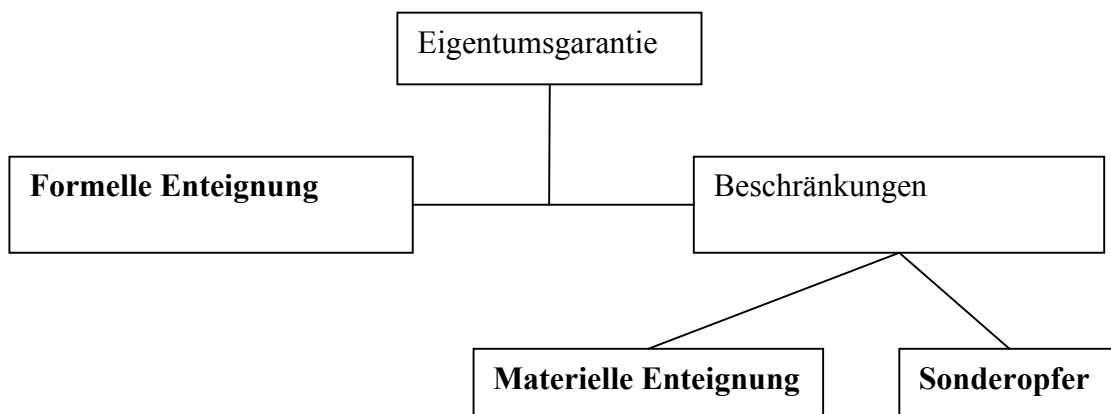 Eigentumsgarantie
Formelle Enteignung
Beschränkungen
Materielle Enteignung
Sonderopfer